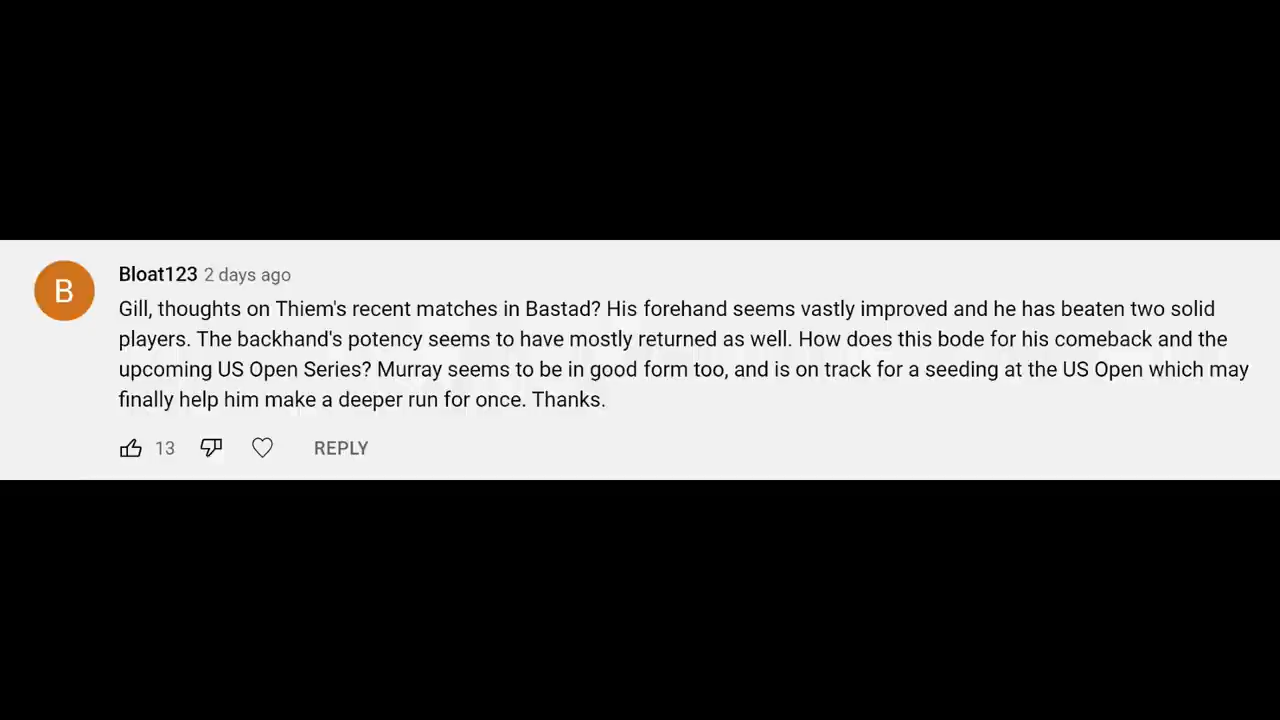 B
Bloat123 2 days ago
Gill, thoughts on Thiem's recent matches in Bastad? His forehand seems vastly improved and he has beaten two solid
players. The backhand's potency seems to have mostly returned as well. How does this bode for his comeback and the
upcoming US Open Series? Murray seems to be in good form too, and is on track for a seeding at the US Open which may
finally help him make a deeper run for once. Thanks.
13 REPLY